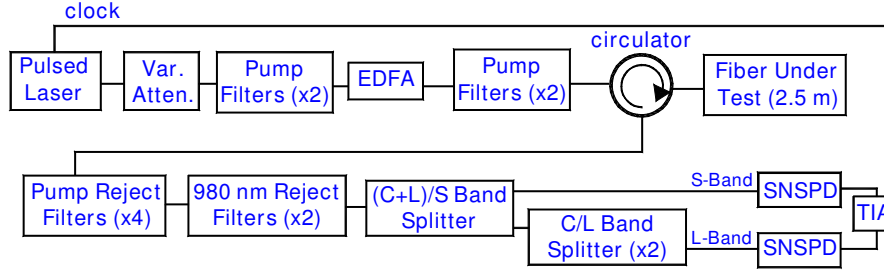 clock
circulator
Pulsed
Laser
Var.
Atten.
Pump
Filters (x2)
EDFA
Pump
Filters (x2)
Fiber Under
Test (2.5 m)
Pump Reject
Filters (x4)
980 nm Reject
Filters (x2)
(C+L)/S Band
Splitter
C/L Band
Splitter (x2)
S-Band
L-Band
SNSPD
SNSPD
TIA